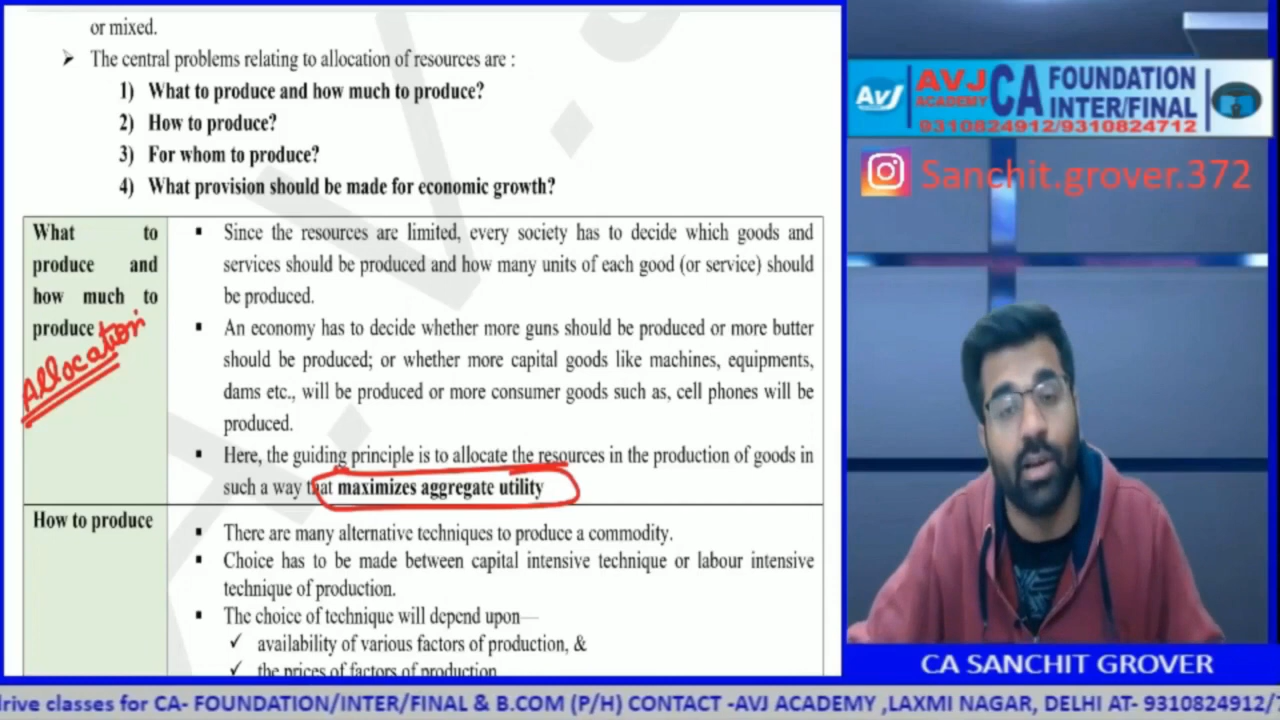 or mixed.
➤ The central problems relating to allocation of resources are :
1) What to produce and how much to produce?
2) How to produce?
3) For whom to produce?
4) What provision should be made for economic growth?
What to
produce and
how much to
produce
Allocation
▪ Since the resources are limited, every society has to decide which goods and
services should be produced and how many units of each good (or service) should
be produced.
▪ An economy has to decide whether more guns should be produced or more butter
should be produced; or whether more capital goods like machines, equipments,
dams etc., will be produced or more consumer goods such as, cell phones will be
produced.
▪ Here, the guiding principle is to allocate the resources in the production of goods in
such a way that maximizes aggregate utility
How to produce
▪ There are many alternative techniques to produce a commodity.
▪ Choice has to be made between capital intensive technique or labour intensive
technique of production.
▪ The choice of technique will depend upon—
✓ availability of various factors of production, &
✓ the prices of factors of production
AVJ
AVJ
ACADEMY
CA
FOUNDATION
INTER/FINAL
9310824912/9310824712
Sanchit.grover.372
CA SANCHIT GROVER
drive classes for CA- FOUNDATION/INTER/FINAL & B.COM (P/H) CONTACT -AVJ ACADEMY ,LAXMI NAGAR, DELHI AT- 9310824912/